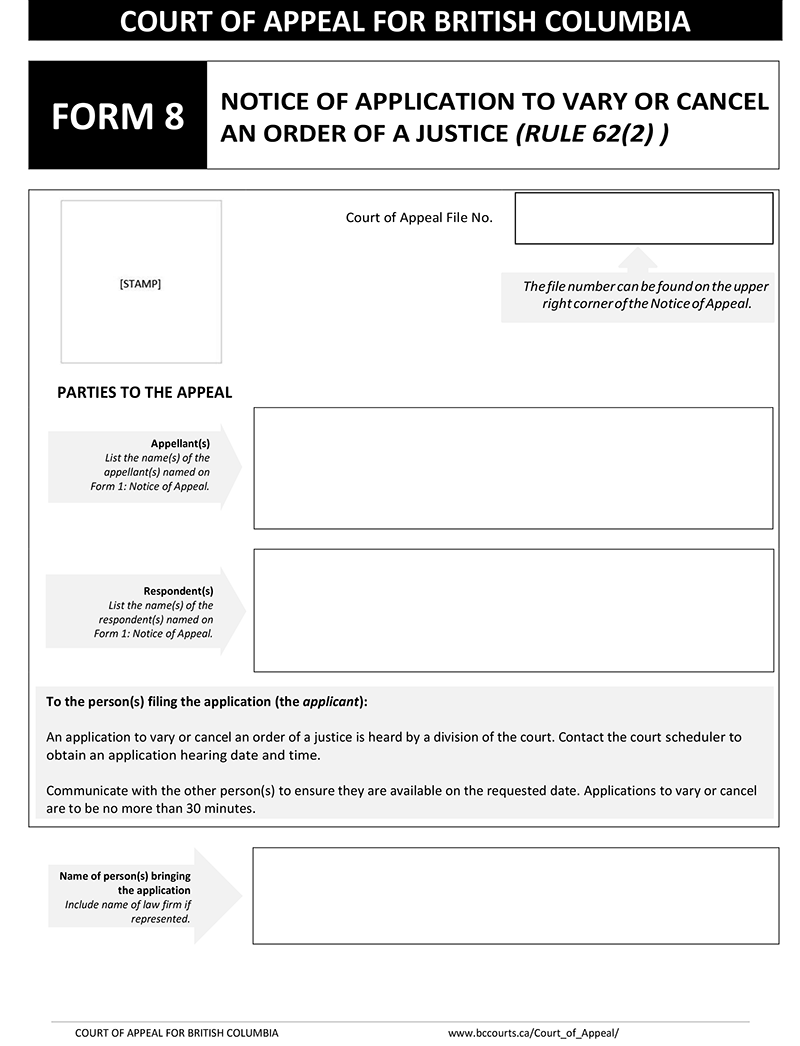 COURT OF APPEAL FOR BRITISH COLUMBIA
FORM 8
NOTICE OF APPLICATION TO VARY OR CANCEL
AN ORDER OF A JUSTICE (RULE 62(2) )
[STAMP]
Court of Appeal File No.
The file number can be found on the upper
right corner of the Notice of Appeal.
PARTIES TO THE APPEAL
Appellant(s)
List the name(s) of the
appellant(s) named on
Form 1: Notice of Appeal.
Respondent(s)
List the name(s) of the
respondent(s) named on
Form 1: Notice of Appeal.
To the person(s) filing the application (the applicant):
An application to vary or cancel an order of a justice is heard by a division of the court. Contact the court scheduler to
obtain an application hearing date and time.
Communicate with the other person(s) to ensure they are available on the requested date. Applications to vary or cancel
are to be no more than 30 minutes.
Name of person(s) bringing
the application
Include name of law firm if
represented.
COURT OF APPEAL FOR BRITISH COLUMBIA
www.bccourts.ca/Court_of_Appeal/